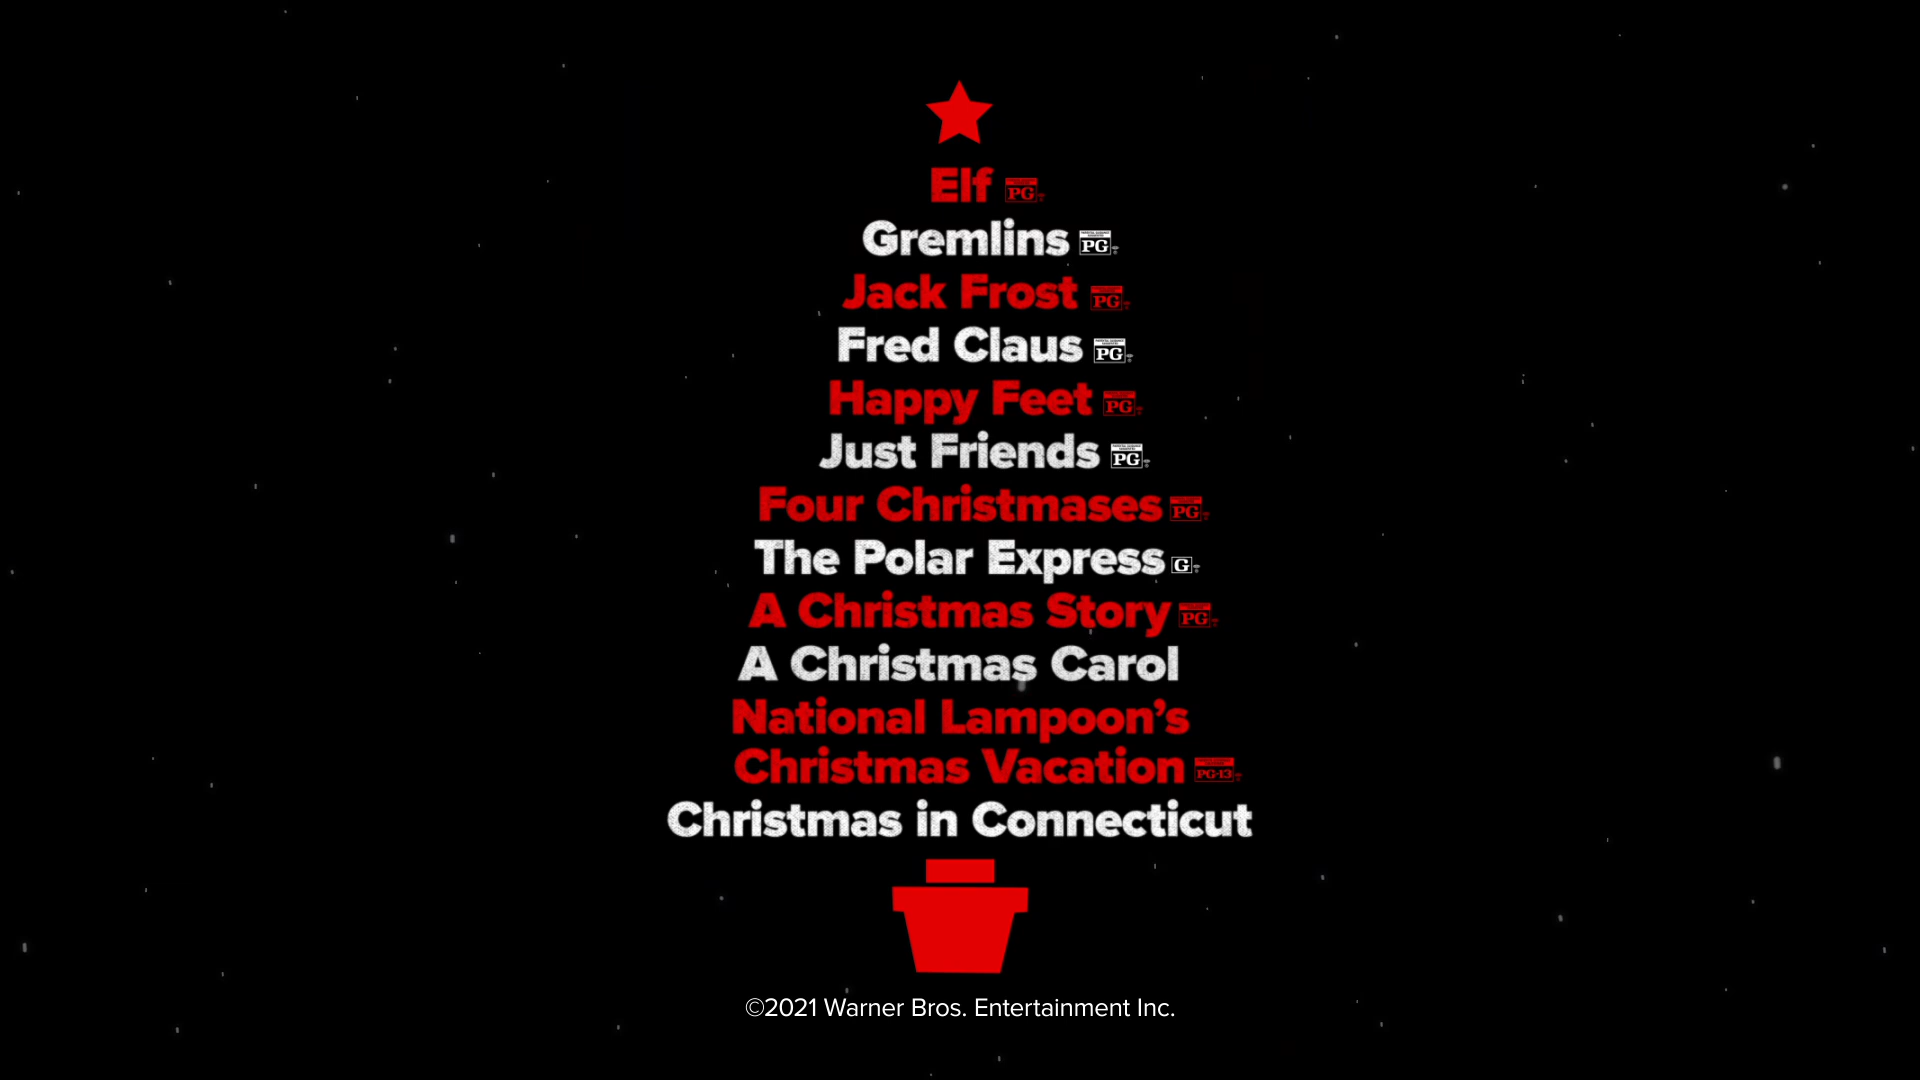 Elf PG
Gremlins PG
Jack Frost PG
Fred Claus PG
Happy Feet PG
Just Friends PG
Four Christmases PG
The Polar Express G
A Christmas Story PG
A Christmas Carol
National Lampoon’s
Christmas Vacation PG-13
Christmas in Connecticut
©2021 Warner Bros. Entertainment Inc.